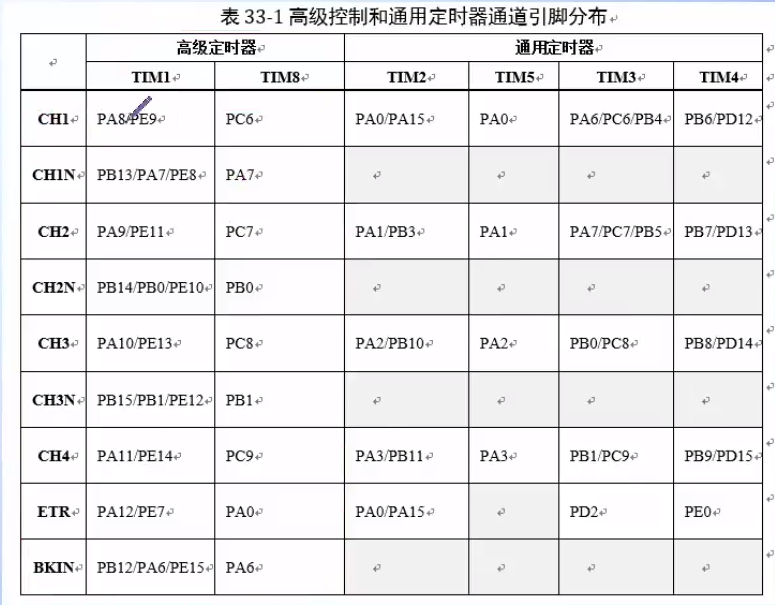 表 33-1 高级控制和通用定时器通道引脚分布
高级定时器 通用定时器
TIM1 TIM8 TIM2 TIM5 TIM3 TIM4
CH1 PA8/PE9 PC6 PA0/PA15 PA0 PA6/PC6/PB4 PB6/PD12
CH1N PB13/PA7/PE8 PA7
CH2 PA9/PE11 PC7 PA1/PB3 PA1 PA7/PC7/PB5 PB7/PD13
CH2N PB14/PB0/PE10 PB0
CH3 PA10/PE13 PC8 PA2/PB10 PA2 PB0/PC8 PB8/PD14
CH3N PB15/PB1/PE12 PB1
CH4 PA11/PE14 PC9 PA3/PB11 PA3 PB1/PC9 PB9/PD15
ETR PA12/PE7 PA0 PA0/PA15 PD2 PE0
BKIN PB12/PA6/PE15 PA6